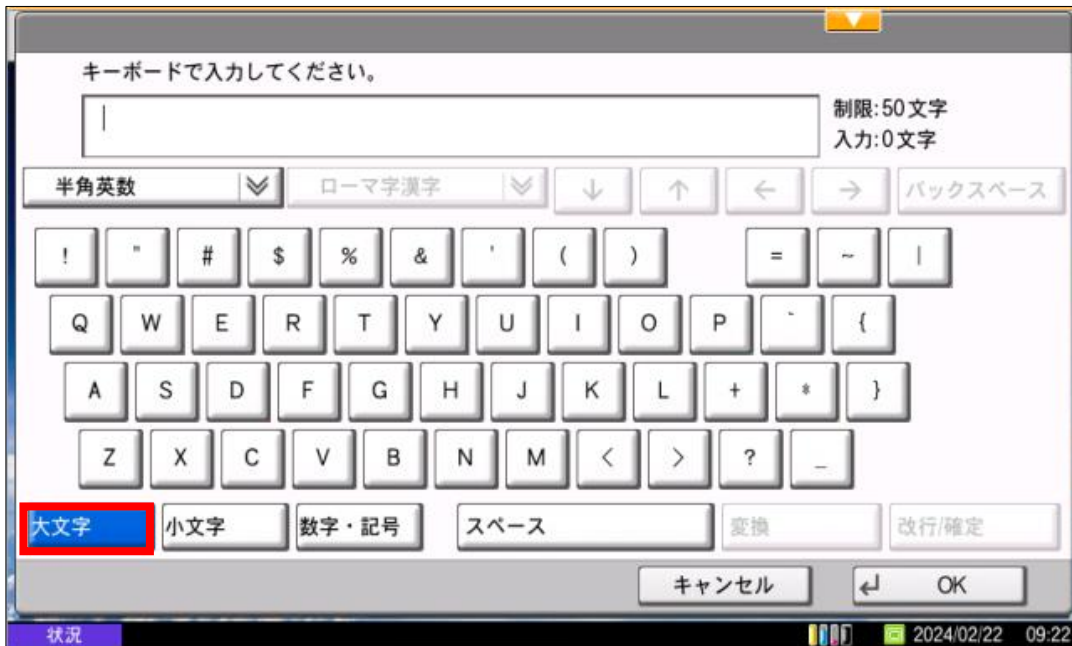 キーボードで入力してください。
制限:50文字
入力:0文字
半角英数 ローマ字漢字 ↓ ↑ ← → バックスペース
! " # $ % & ' ( ) = ~ |
Q W E R T Y U I O P ` {
A S D F G H J K L + * }
Z X C V B N M < > ? _
大文字 小文字 数字・記号 スペース 変換 改行/確定
キャンセル OK
状況 2024/02/22 09:22